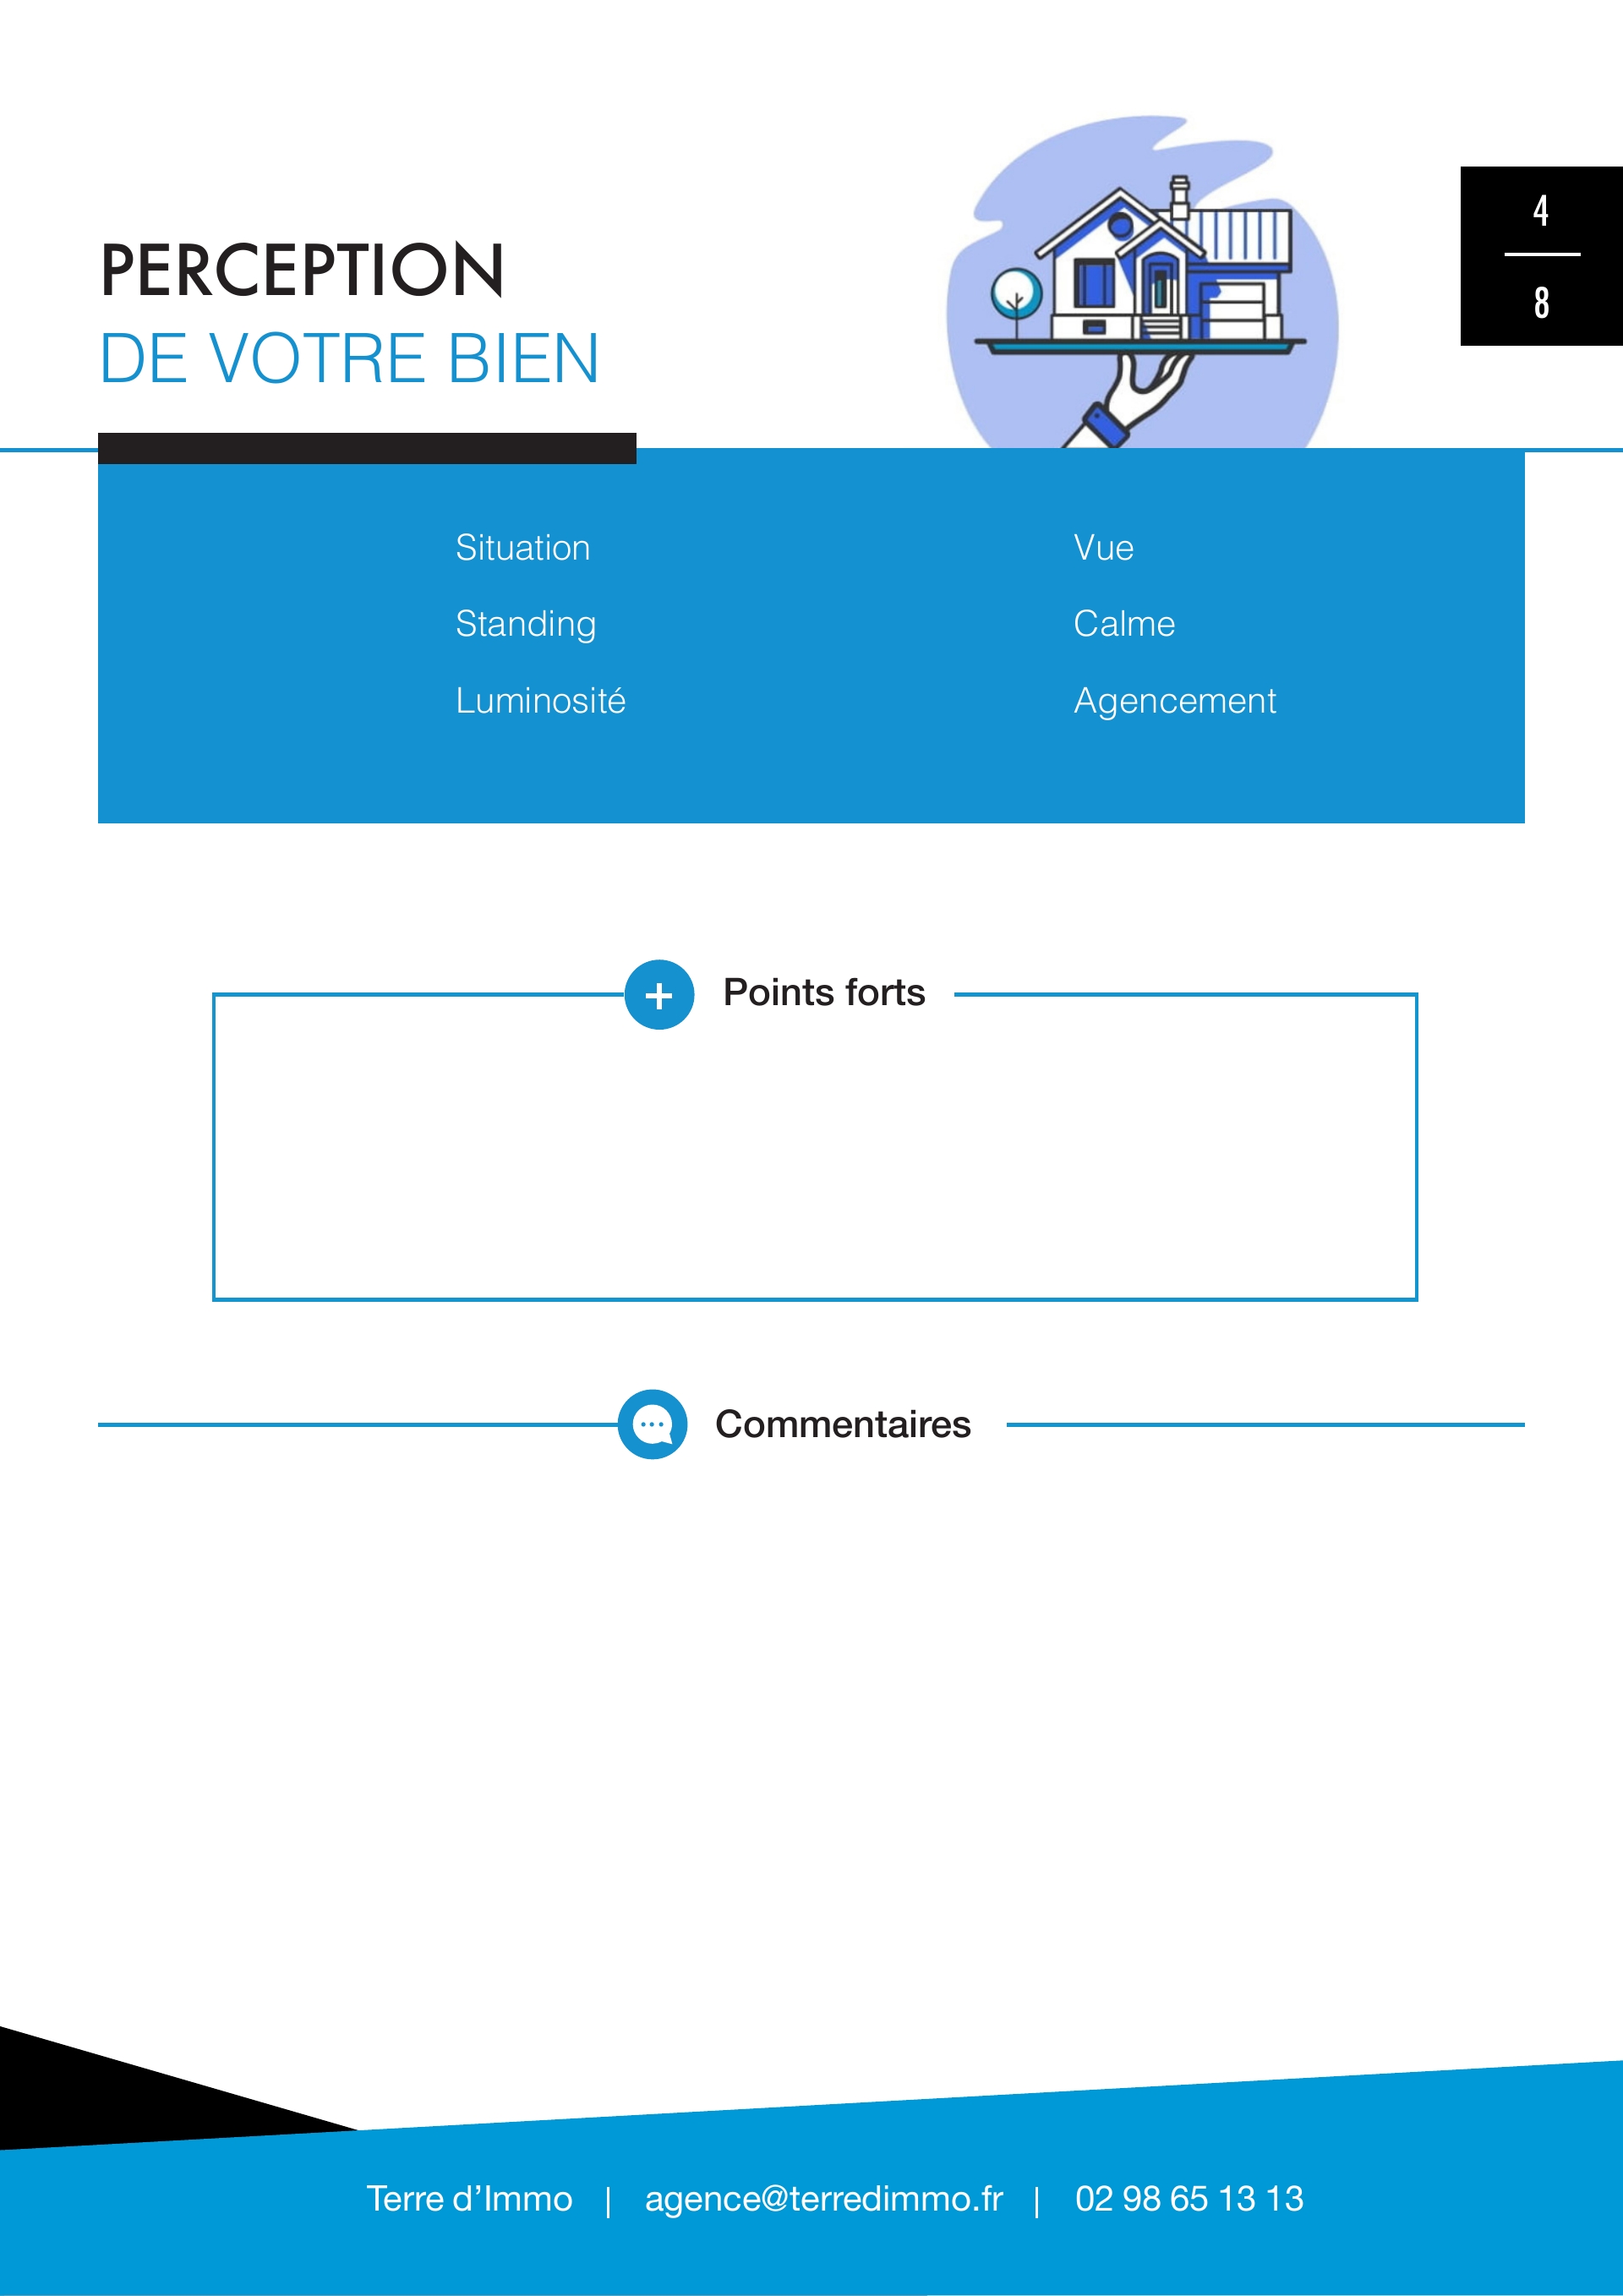 4
8
PERCEPTION
DE VOTRE BIEN
Situation
Vue
Standing
Calme
Luminosité
Agencement
+ Points forts
Commentaires
Terre d’Immo | agence@terredimmo.fr | 02 98 65 13 13